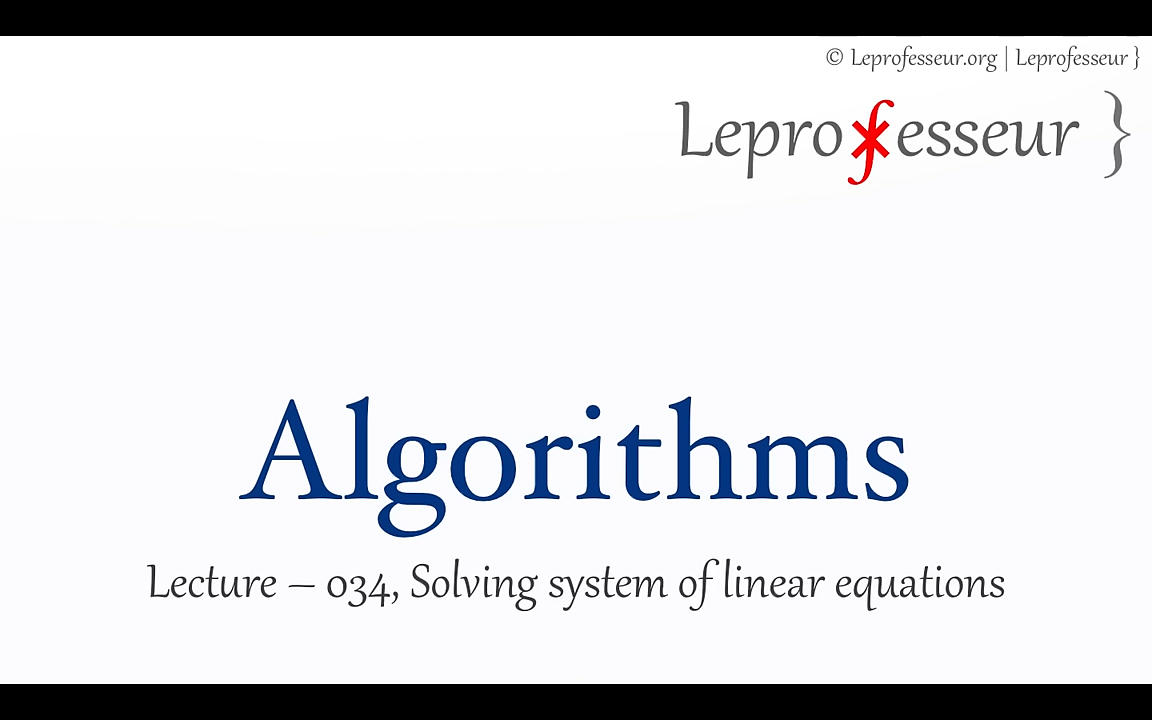 © Leprofesseur.org | Leprofesseur }
Leprofesseur }
Algorithms
Lecture – 034, Solving system of linear equations